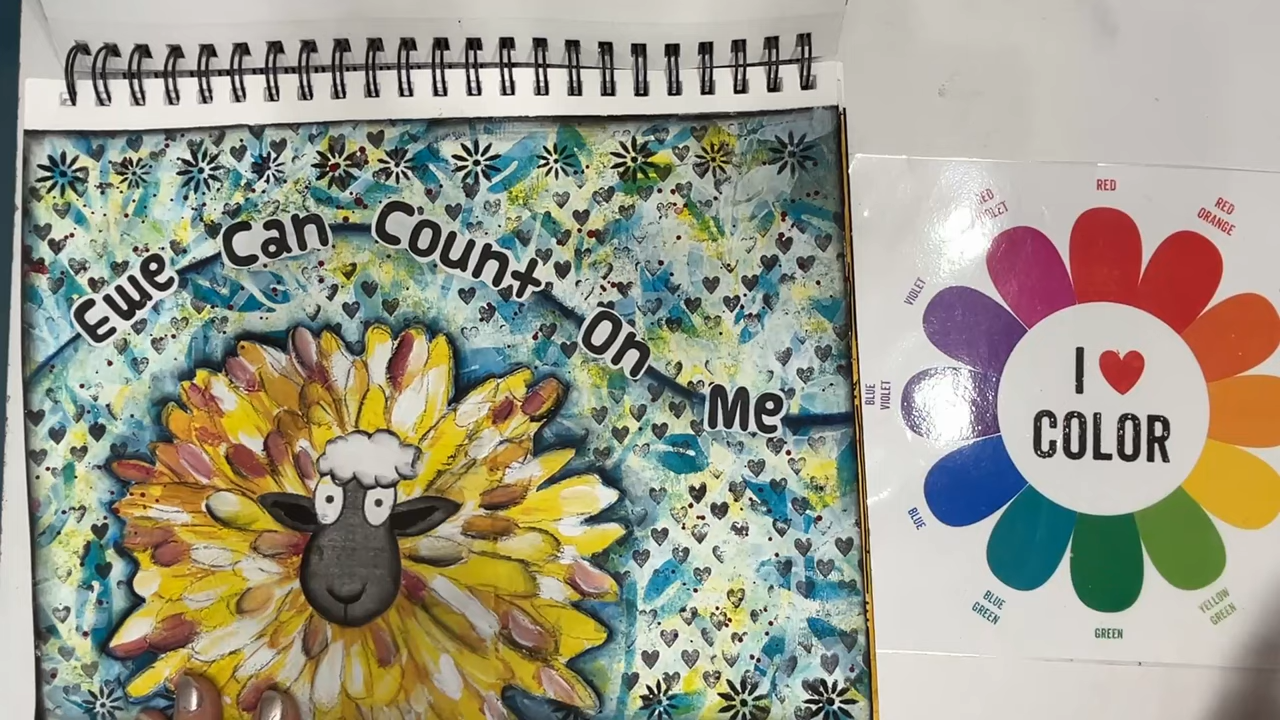 Ewe Can Count On Me
RED
RED
ORANGE
RED
VIOLET
VIOLET
BLUE
VIOLET
BLUE
BLUE
GREEN
GREEN
YELLOW
GREEN
I
COLOR